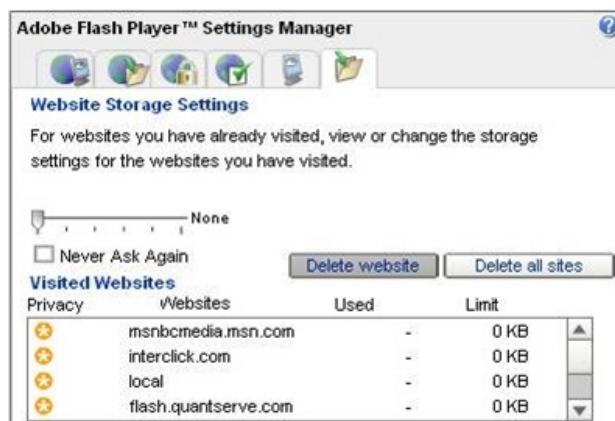 Adobe Flash Player™ Settings Manager
Website Storage Settings
For websites you have already visited, view or change the storage
settings for the websites you have visited.
None
Never Ask Again
Delete website
Delete all sites
Visited Websites
Privacy Websites Used Limit
msnbcmedia.msn.com - 0 KB
interclick.com - 0 KB
local - 0 KB
flash.quantserve.com - 0 KB